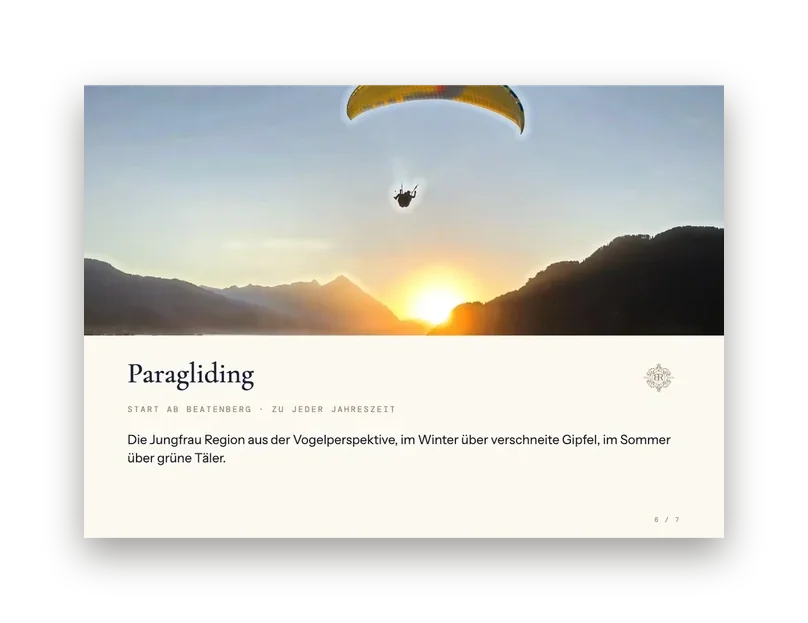 Paragliding
START AB BEATENBERG · ZU JEDER JAHRESZEIT
Die Jungfrau Region aus der Vogelperspektive, im Winter über verschneite Gipfel, im Sommer
über grüne Täler.
6 / 7